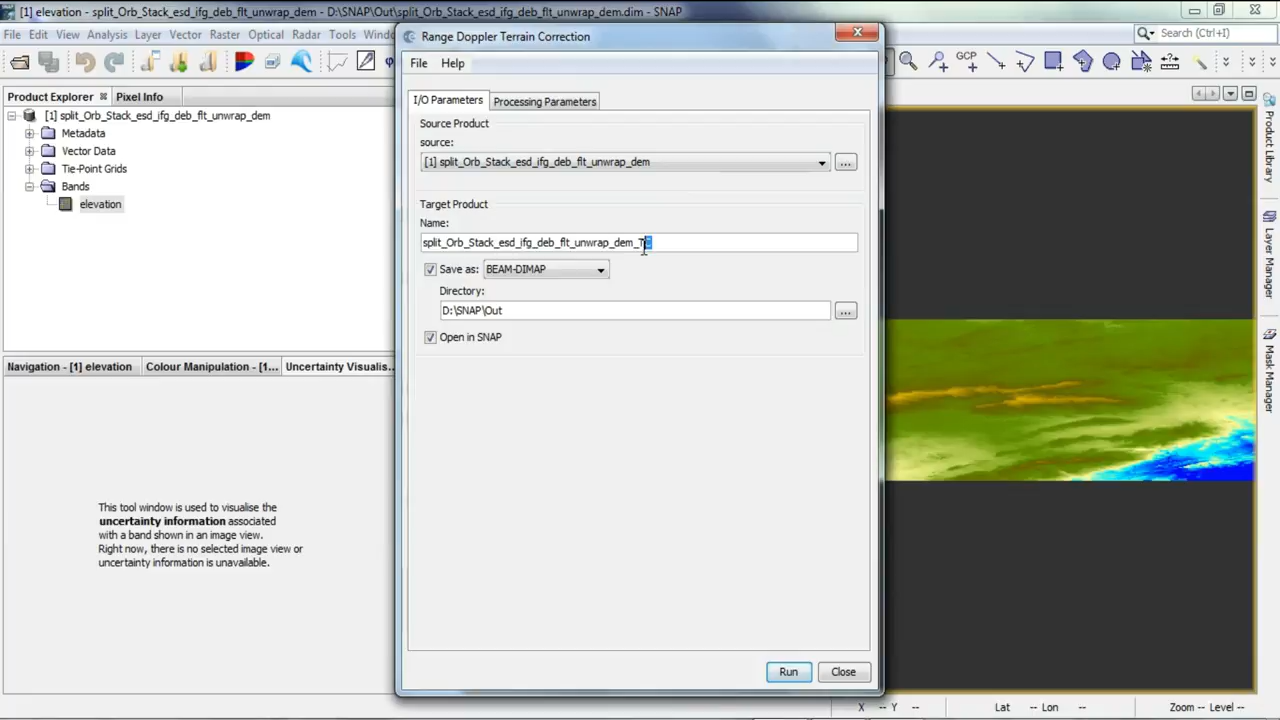 [1] elevation - split_Orb_Stack_esd_ifg_deb_flt_unwrap_dem - D:\SNAP\Out\split_Orb_Stack_esd_ifg_deb_flt_unwrap_dem.dim - SNAP
File Edit View Analysis Layer Vector Raster Optical Radar Tools Windo
Search (Ctrl+I)
GCP
Product Explorer Pixel Info
[1] split_Orb_Stack_esd_ifg_deb_flt_unwrap_dem
Metadata
Vector Data
Tie-Point Grids
Bands
elevation
Navigation - [1] elevation Colour Manipulation - [1... Uncertainty Visualis...
This tool window is used to visualise the
uncertainty information associated
with a band shown in an image view.
Right now, there is no selected image view or
uncertainty information is unavailable.
Range Doppler Terrain Correction
File Help
I/O Parameters Processing Parameters
Source Product
source:
[1] split_Orb_Stack_esd_ifg_deb_flt_unwrap_dem
...
Target Product
Name:
split_Orb_Stack_esd_ifg_deb_flt_unwrap_dem_TC
Save as: BEAM-DIMAP
Directory:
D:\SNAP\Out
...
Open in SNAP
Run Close
Product Library
Layer Manager
Mask Manager
X -- Y -- Lat -- Lon -- Zoom -- Level --